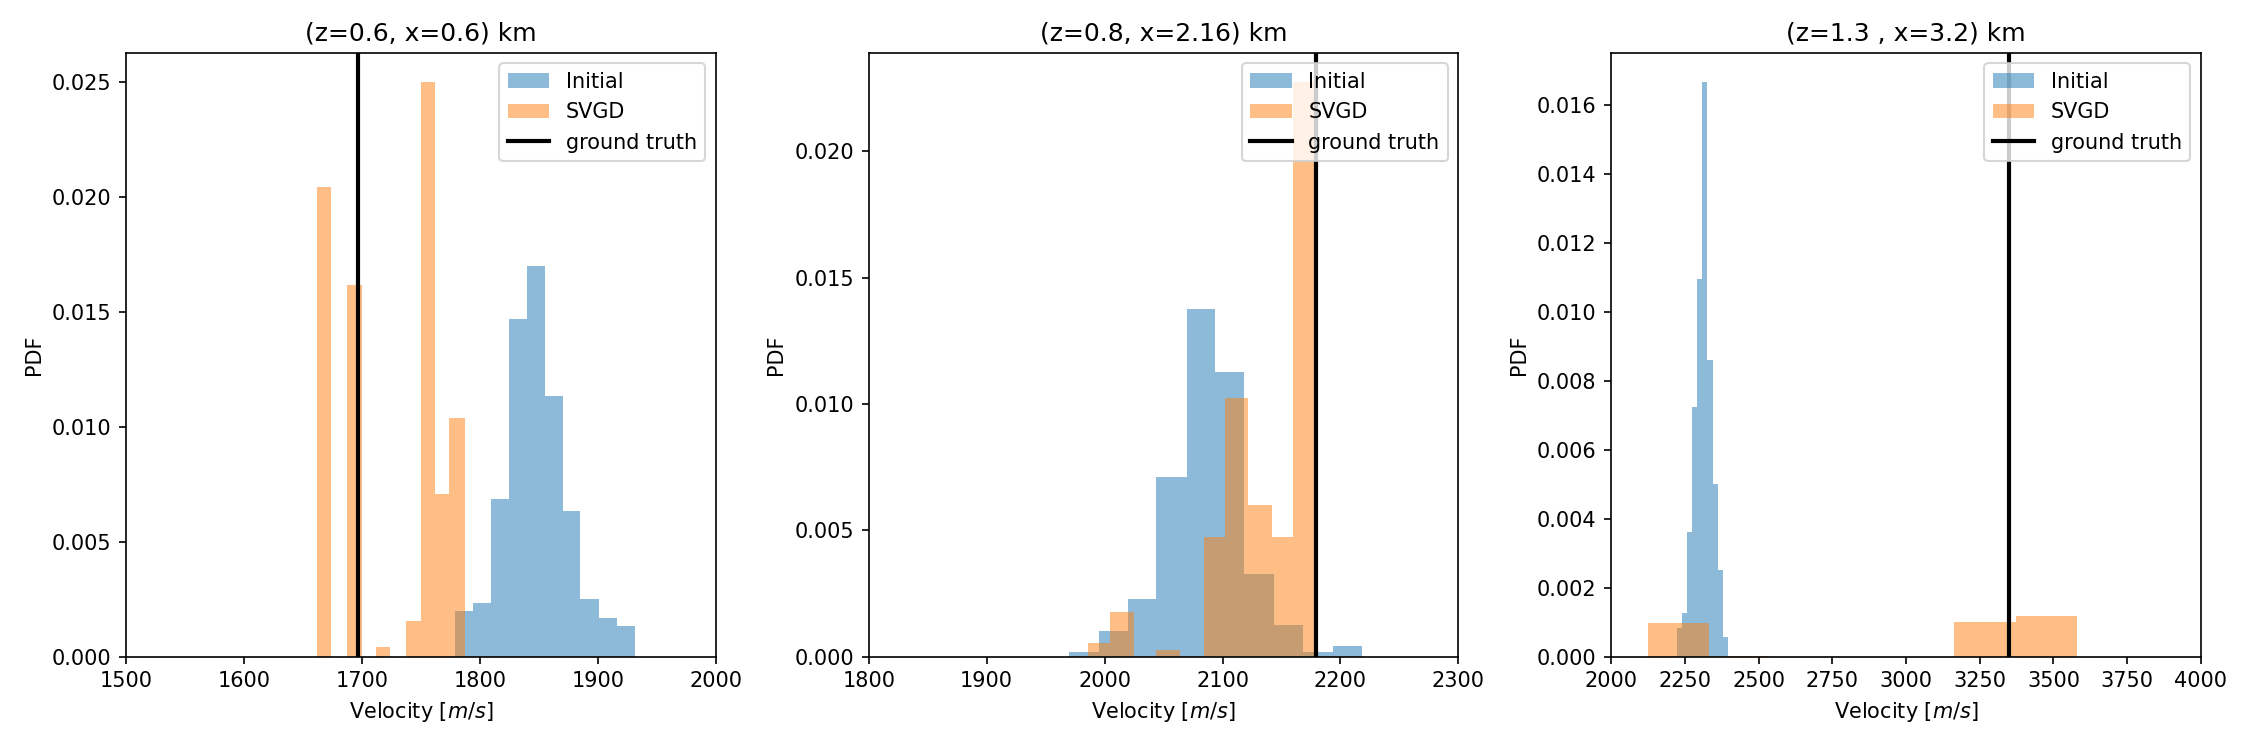 (z=0.6, x=0.6) km
0.025
0.020
0.015
0.010
0.005
0.000
PDF
Initial
SVGD
ground truth
1500 1600 1700 1800 1900 2000
Velocity [m/s]
(z=0.8, x=2.16) km
0.020
0.015
0.010
0.005
0.000
PDF
Initial
SVGD
ground truth
1800 1900 2000 2100 2200 2300
Velocity [m/s]
(z=1.3 , x=3.2) km
0.016
0.014
0.012
0.010
0.008
0.006
0.004
0.002
0.000
PDF
Initial
SVGD
ground truth
2000 2250 2500 2750 3000 3250 3500 3750 4000
Velocity [m/s]